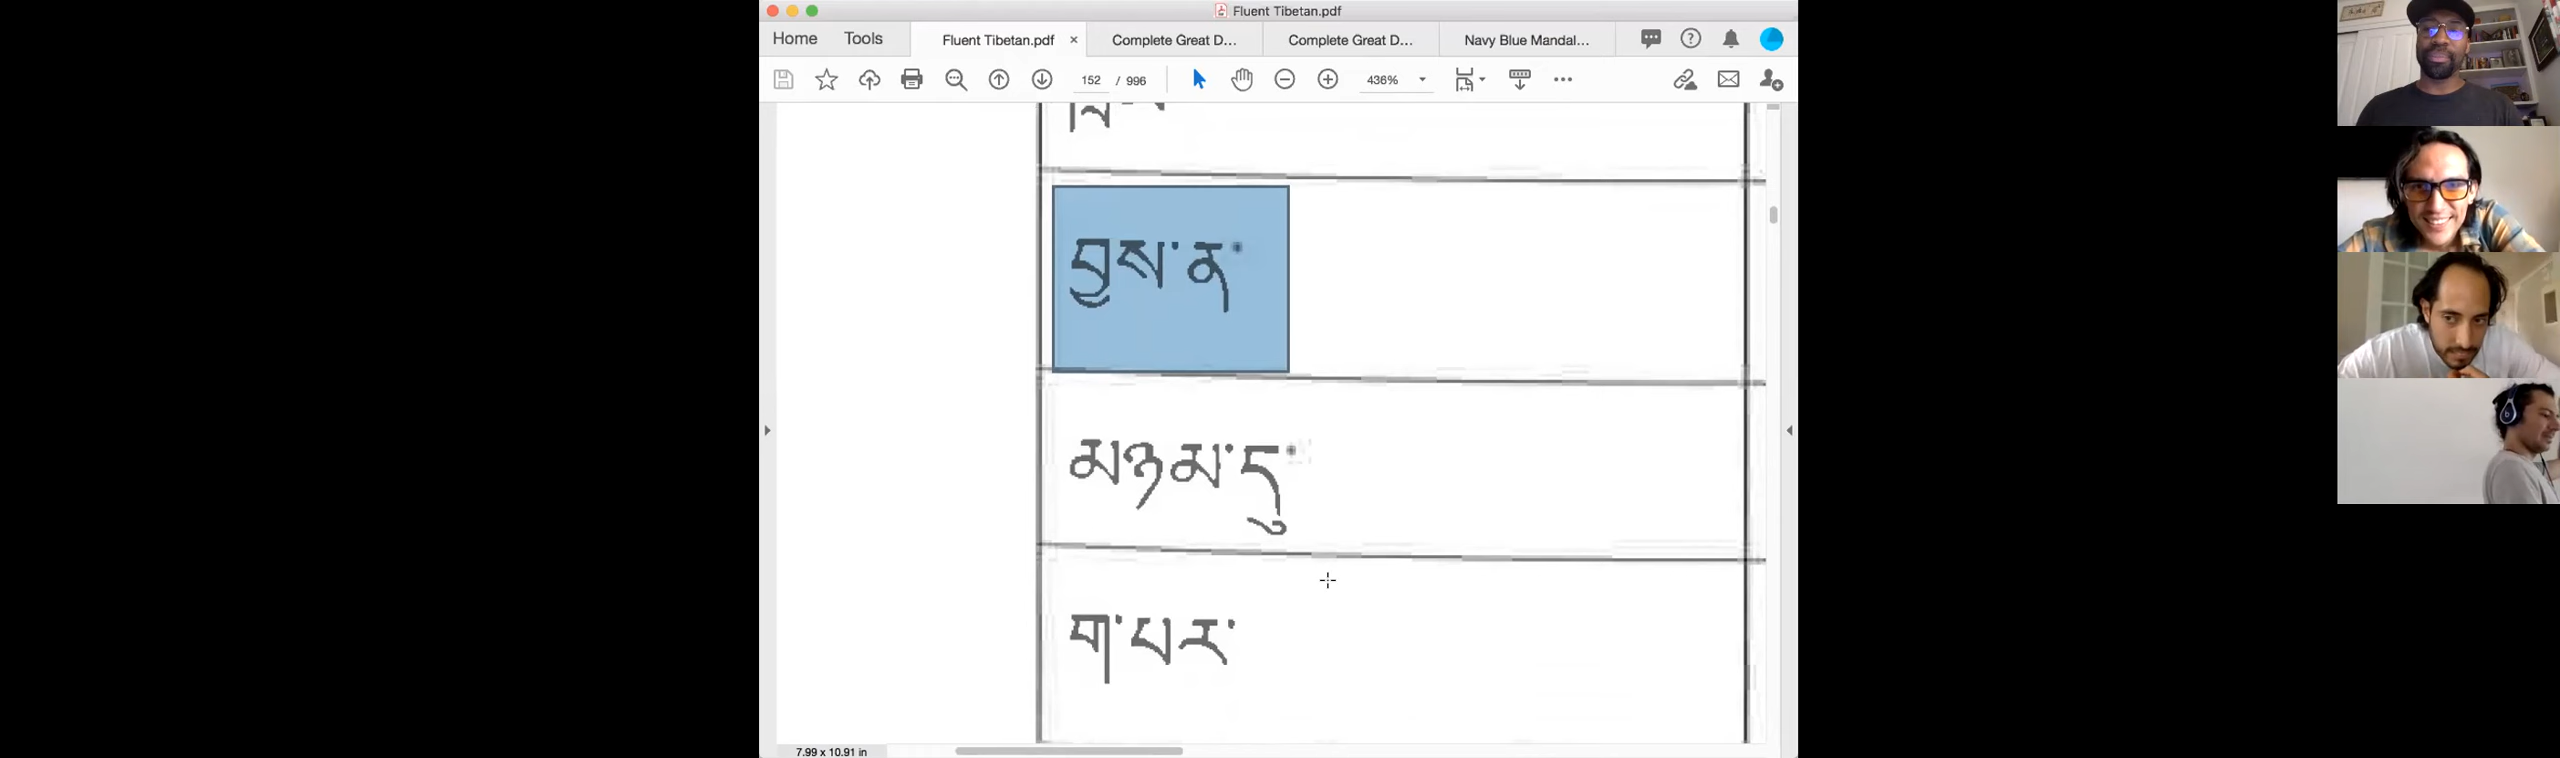 Fluent Tibetan.pdf
Home Tools Fluent Tibetan.pdf × Complete Great D... Complete Great D... Navy Blue Mandal...
152 / 996 436%
བྱས་ན་
མཉམ་དུ་
ག་པར་
7.99 x 10.91 in